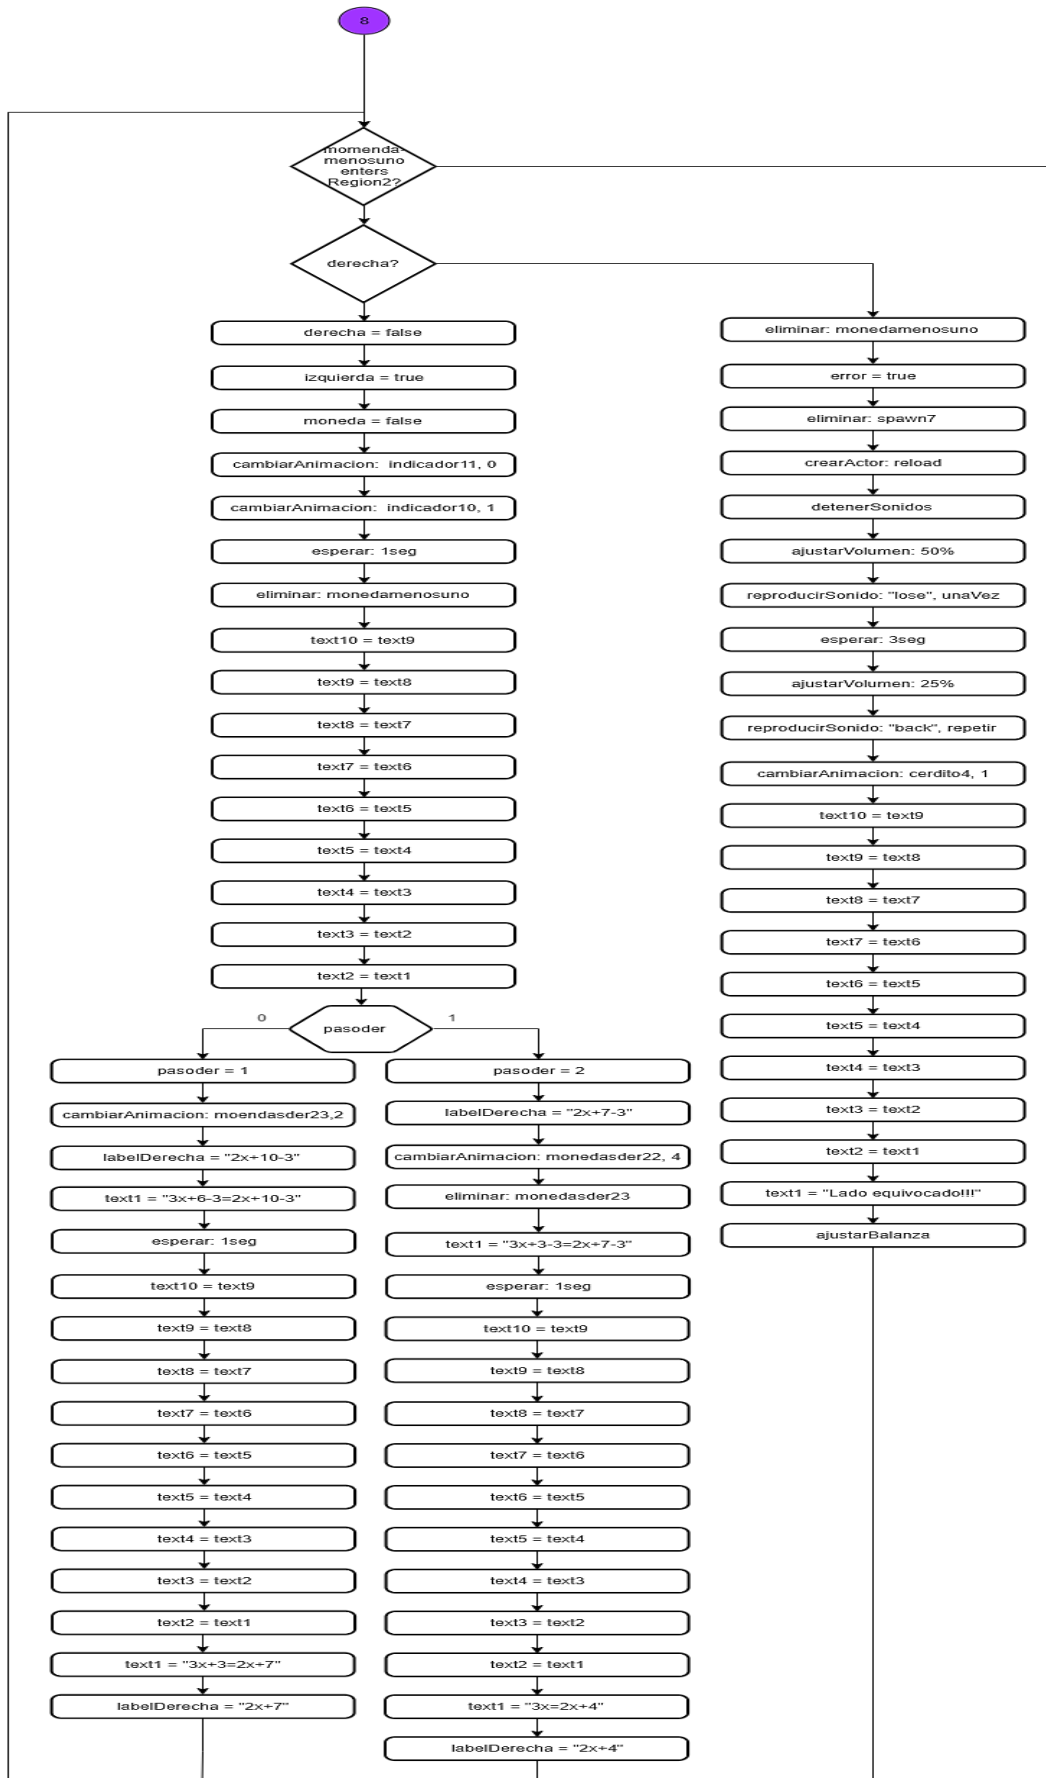 8
momenda-
menosuno
enters
Region2?
derecha?
derecha = false
izquierda = true
moneda = false
cambiarAnimacion: indicador11, 0
cambiarAnimacion: indicador10, 1
esperar: 1seg
eliminar: monedamenosuno
text10 = text9
text9 = text8
text8 = text7
text7 = text6
text6 = text5
text5 = text4
text4 = text3
text3 = text2
text2 = text1
pasoder
0
1
pasoder = 1
cambiarAnimacion: moendasder23,2
labelDerecha = "2x+10-3"
text1 = "3x+6-3=2x+10-3"
esperar: 1seg
text10 = text9
text9 = text8
text8 = text7
text7 = text6
text6 = text5
text5 = text4
text4 = text3
text3 = text2
text2 = text1
text1 = "3x+3=2x+7"
labelDerecha = "2x+7"
pasoder = 2
labelDerecha = "2x+7-3"
cambiarAnimacion: monedasder22, 4
eliminar: monedasder23
text1 = "3x+3-3=2x+7-3"
esperar: 1seg
text10 = text9
text9 = text8
text8 = text7
text7 = text6
text6 = text5
text5 = text4
text4 = text3
text3 = text2
text2 = text1
text1 = "3x=2x+4"
labelDerecha = "2x+4"
eliminar: monedamenosuno
error = true
eliminar: spawn7
crearActor: reload
detenerSonidos
ajustarVolumen: 50%
reproducirSonido: "lose", unaVez
esperar: 3seg
ajustarVolumen: 25%
reproducirSonido: "back", repetir
cambiarAnimacion: cerdito4, 1
text10 = text9
text9 = text8
text8 = text7
text7 = text6
text6 = text5
text5 = text4
text4 = text3
text3 = text2
text2 = text1
text1 = "Lado equivocado!!!"
ajustarBalanza